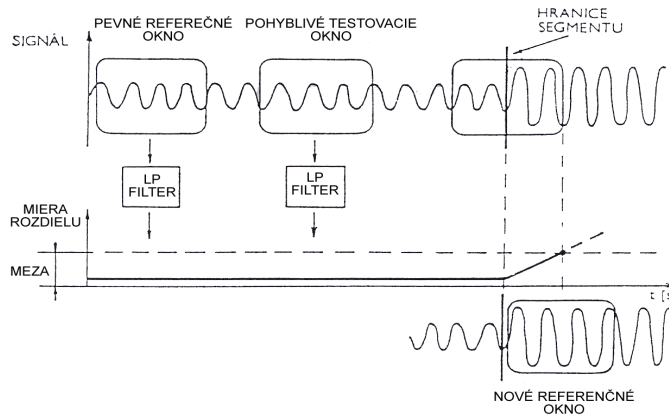 PEVNÉ REFEREČNÉ
OKNO
POHYBLIVÉ TESTOVACIE
OKNO
HRANICE
SEGMENTU
SIGNÁL
LP
FILTER
LP
FILTER
MIERA
ROZDIELU
MEZA
t [s
NOVÉ REFERENČNÉ
OKNO